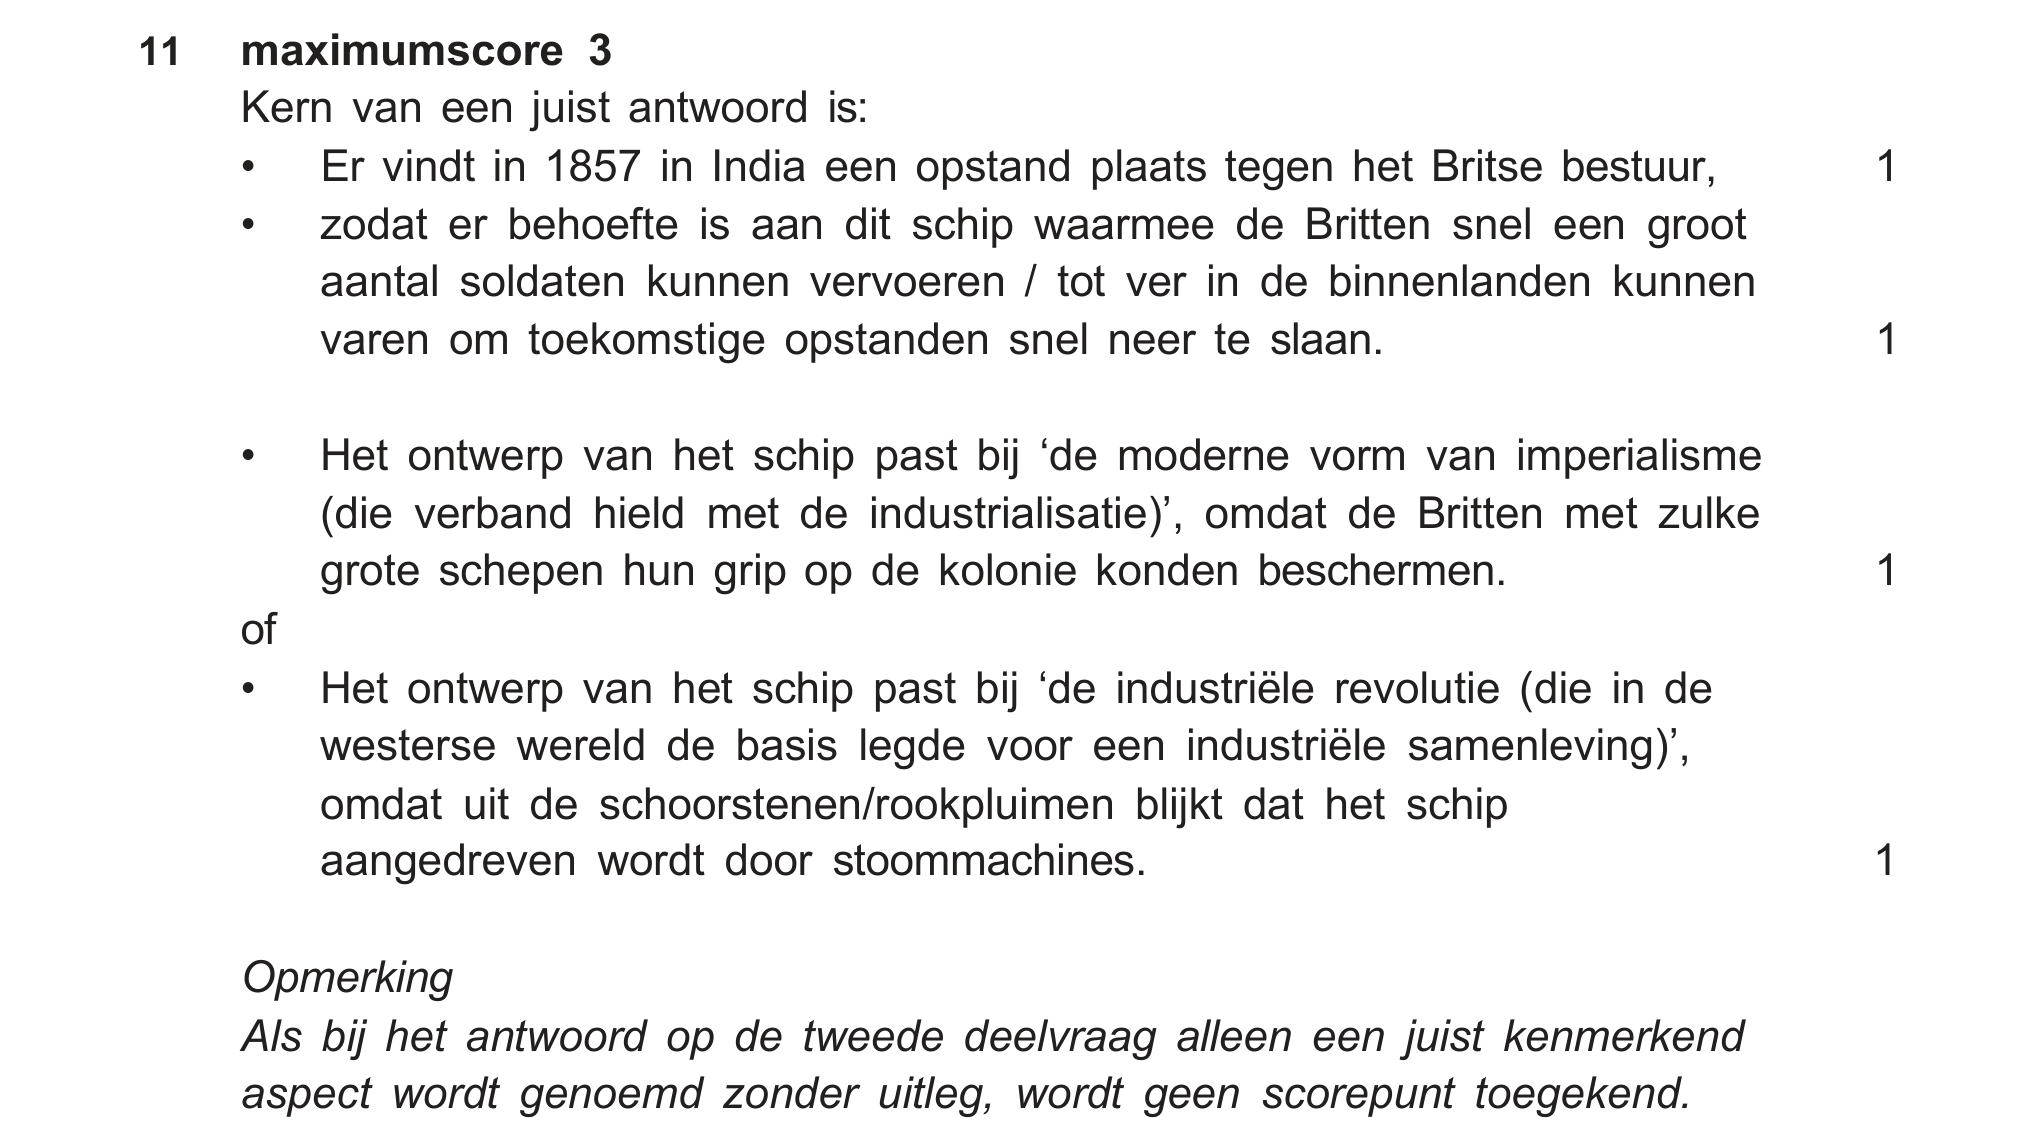 11 maximumscore 3
Kern van een juist antwoord is:
• Er vindt in 1857 in India een opstand plaats tegen het Britse bestuur, 1
• zodat er behoefte is aan dit schip waarmee de Britten snel een groot
aantal soldaten kunnen vervoeren / tot ver in de binnenlanden kunnen
varen om toekomstige opstanden snel neer te slaan. 1
• Het ontwerp van het schip past bij ‘de moderne vorm van imperialisme
(die verband hield met de industrialisatie)’, omdat de Britten met zulke
grote schepen hun grip op de kolonie konden beschermen. 1
of
• Het ontwerp van het schip past bij ‘de industriële revolutie (die in de
westerse wereld de basis legde voor een industriële samenleving)’,
omdat uit de schoorstenen/rookpluimen blijkt dat het schip
aangedreven wordt door stoommachines. 1
Opmerking
Als bij het antwoord op de tweede deelvraag alleen een juist kenmerkend
aspect wordt genoemd zonder uitleg, wordt geen scorepunt toegekend.